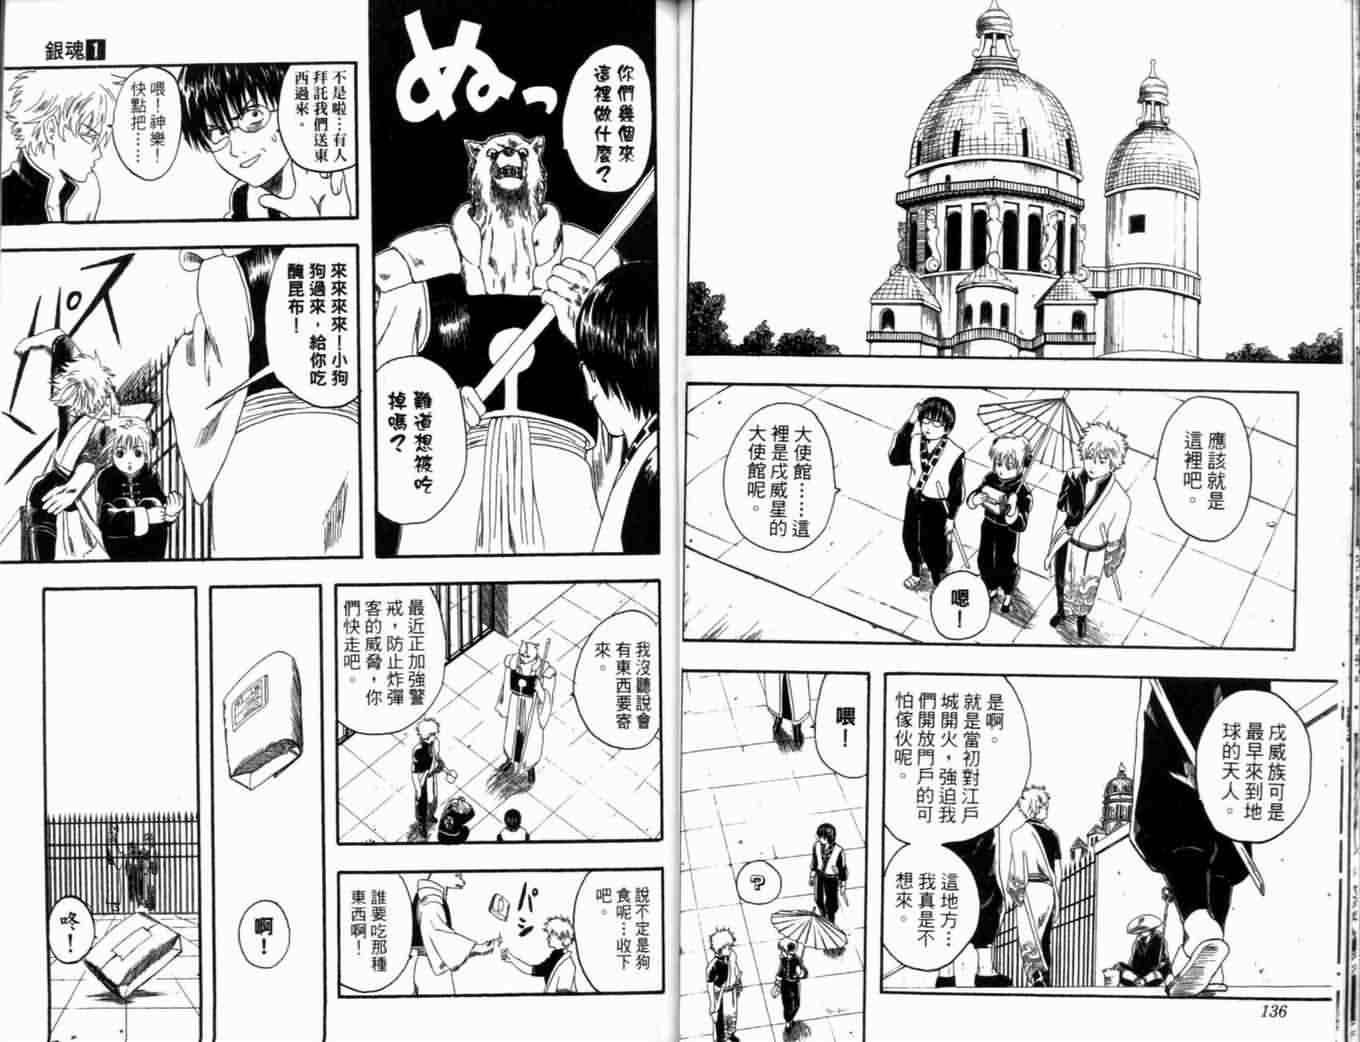 應該就是
這裡吧。
大使館……這
裡是戌威星的
大使館呢。
嗯！
戌威族可是
最早來到地
球的天人。
是啊。
就是當初對江戶
城開火，強迫我
們開放門戶的可
怕傢伙呢。
這地方…
我真是不
想來。
喂！
?
136
銀魂1
你們幾個來
這裡做什麼?
ぬっ
難道想被吃
掉嗎?
不是啦…有人
拜託我們送東
西過來。
喂！神樂！
快點把……
來來來來！小狗
狗過來，給你吃
醃昆布！
パス
我沒聽說會
有東西要寄
來。
最近正加強警
戒，防止炸彈
客的威脅，你
們快走吧。
說不定是狗
食呢…收下
吧。
パシ
誰要吃那種
東西啊！
啊！
咚！